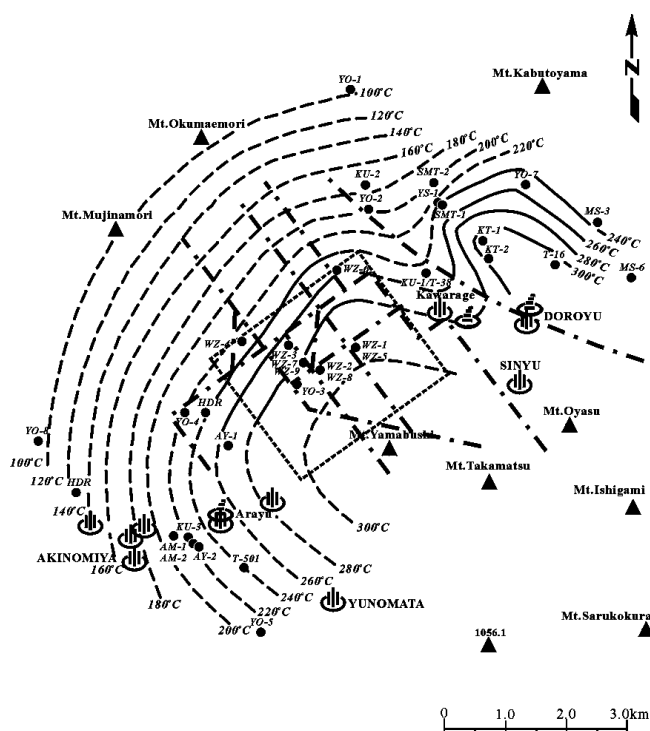 YO-1
100°C
120°C
140°C
160°C
180°C
200°C
220°C
Mt.Kabutoyama
N
Mt.Okumaemori
KU-2
SMT-2
YO-2
YS-1
SMT-1
YO-7
MS-3
240°C
260°C
280°C
300°C
Mt.Mujinamori
KT-1
KT-2
T-16
MS-6
WZ-6
KU-1/T-38
Kawarage
DOROYU
SINYU
WZ-1
WZ-5
WZ-3
WZ-7
WZ-9
WZ-2
WZ-8
YO-3
YO-4
HDR
AY-1
Mt.Yamabushi
Mt.Oyasu
Mt.Takamatsu
Mt.Ishigami
YO-8
100°C
120°C
HDR
140°C
AKINOMIYA
160°C
180°C
KU-3
AM-1
AM-2
AY-2
Arayu
T-501
300°C
280°C
260°C
240°C
220°C
200°C
YO-5
YUNOMATA
Mt.Sarukokura
1056.1
0 1.0 2.0 3.0km